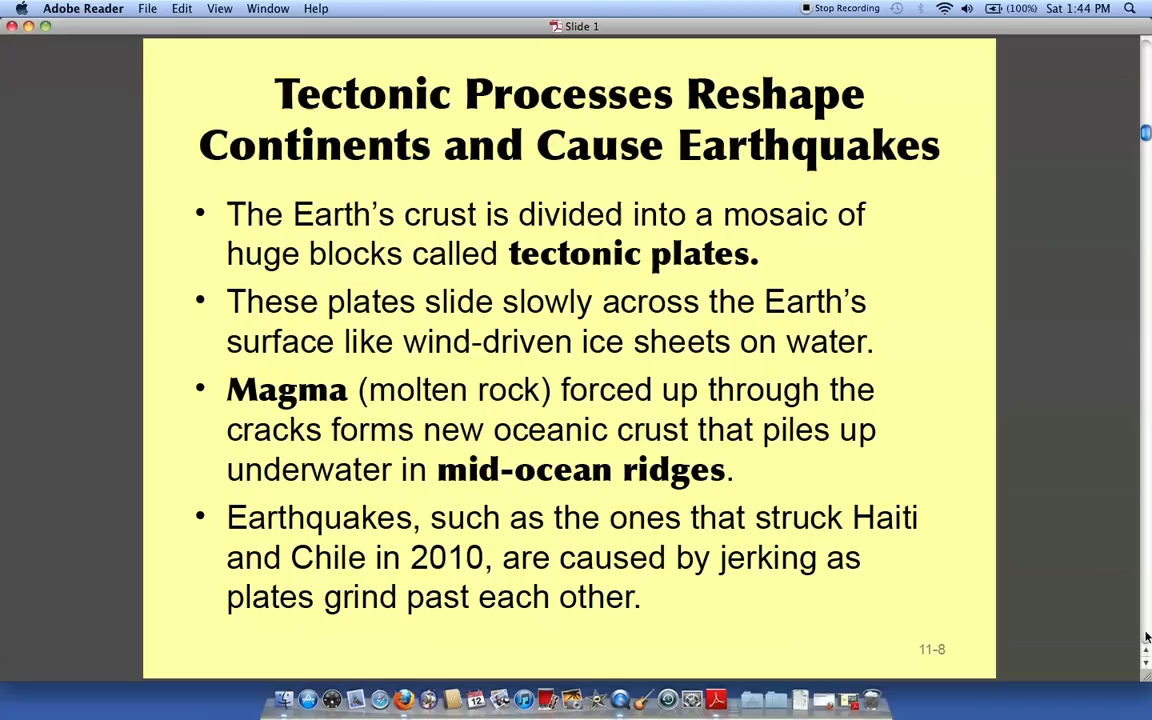 Adobe Reader File Edit View Window Help Stop Recording (100%) Sat 1:44 PM
Slide 1
Tectonic Processes Reshape
Continents and Cause Earthquakes
• The Earth's crust is divided into a mosaic of
huge blocks called tectonic plates.
• These plates slide slowly across the Earth's
surface like wind-driven ice sheets on water.
• Magma (molten rock) forced up through the
cracks forms new oceanic crust that piles up
underwater in mid-ocean ridges.
• Earthquakes, such as the ones that struck Haiti
and Chile in 2010, are caused by jerking as
plates grind past each other.
11-8
12